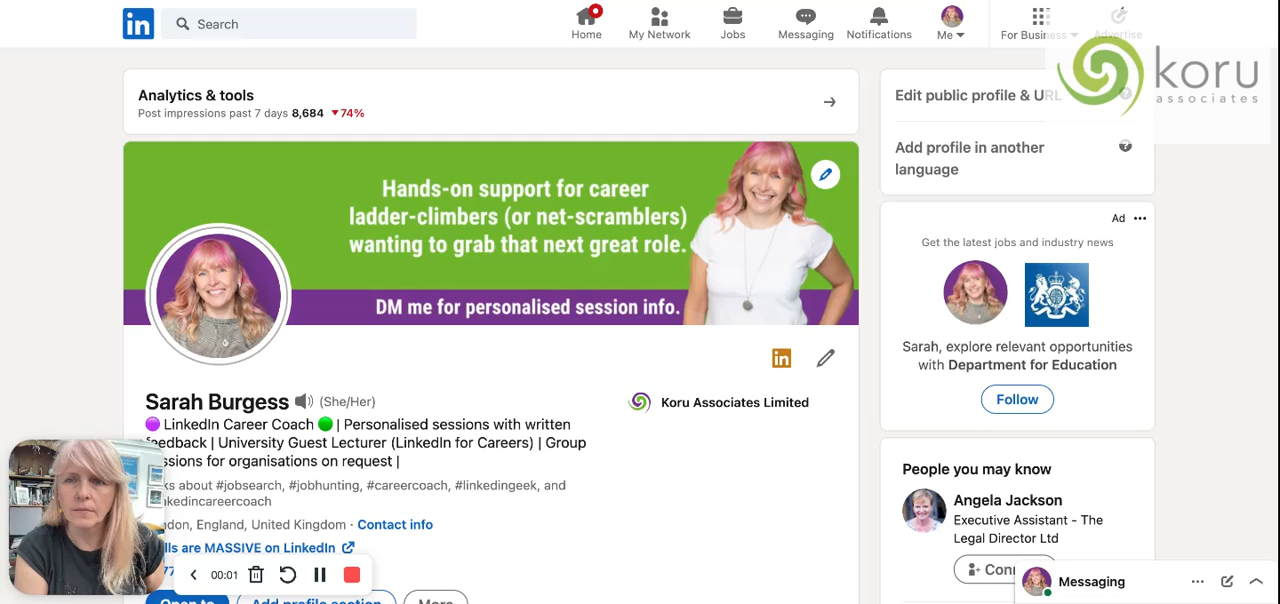 in
Search
Home
My Network
Jobs
Messaging
Notifications
Me
For Business
Advertise
koru
associates
Analytics & tools
Post impressions past 7 days 8,684 ▼74%
Hands-on support for career
ladder-climbers (or net-scramblers)
wanting to grab that next great role.
DM me for personalised session info.
in
Sarah Burgess (She/Her)
LinkedIn Career Coach | Personalised sessions with written
feedback | University Guest Lecturer (LinkedIn for Careers) | Group
ssions for organisations on request |
ks about #jobsearch, #jobhunting, #careercoach, #linkedingeek, and
nkedincareercoach
ndon, England, United Kingdom · Contact info
lls are MASSIVE on LinkedIn
00:01
Open to
Add profile section
More
Koru Associates Limited
Edit public profile & URL
Add profile in another
language
Ad
Get the latest jobs and industry news
Sarah, explore relevant opportunities
with Department for Education
Follow
People you may know
Angela Jackson
Executive Assistant - The
Legal Director Ltd
Conn
Messaging